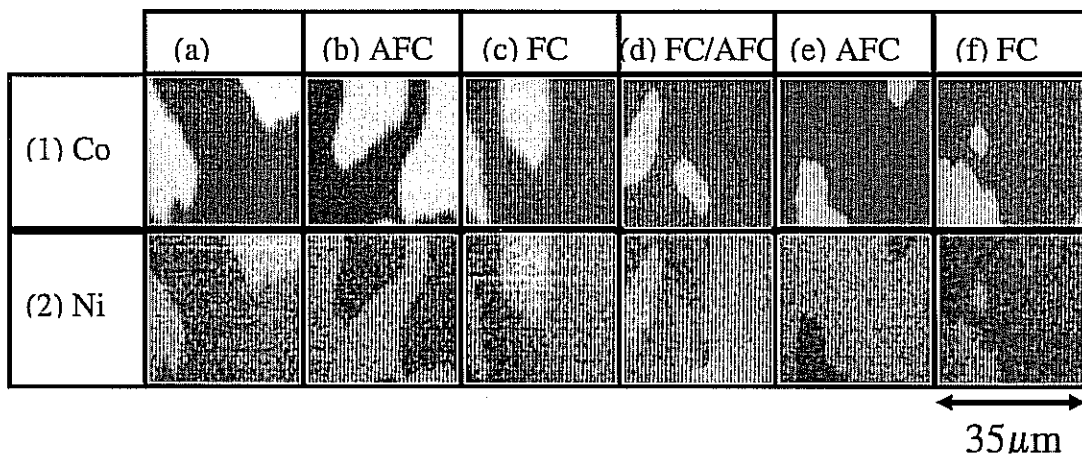 (a) (b) AFC (c) FC (d) FC/AFC (e) AFC (f) FC
(1) Co
(2) Ni
35μm